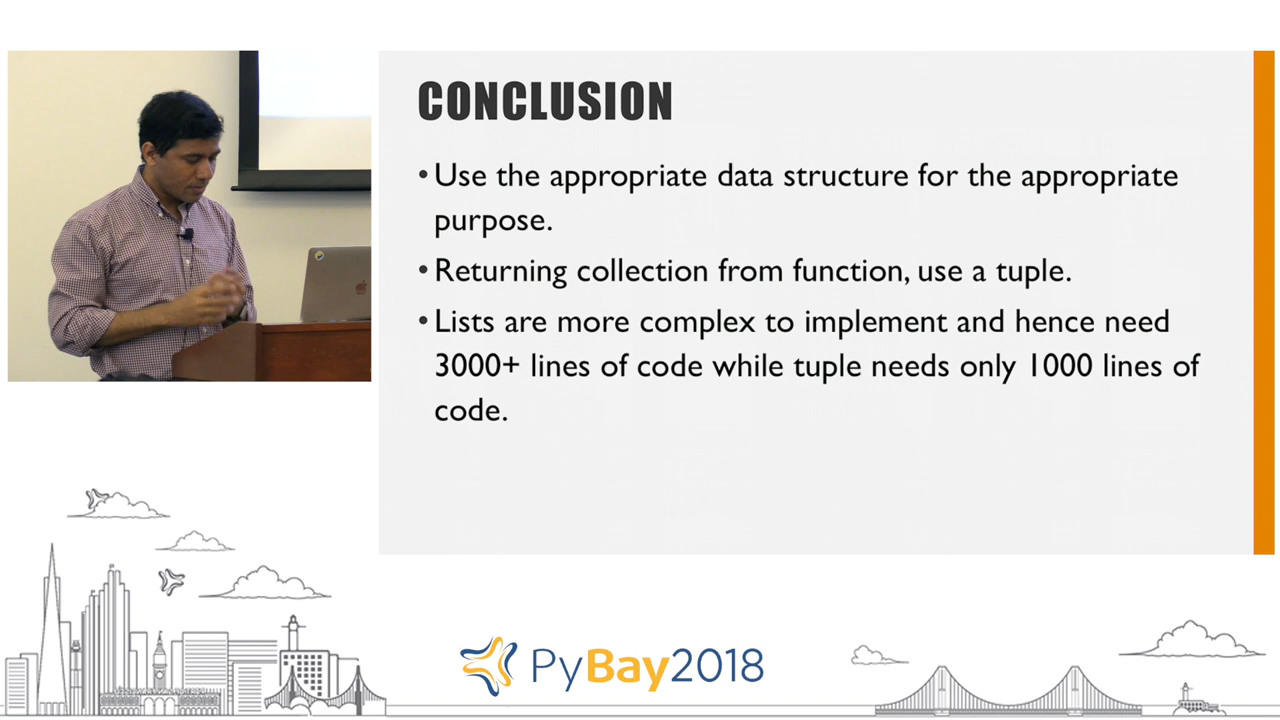 CONCLUSION
•Use the appropriate data structure for the appropriate
purpose.
•Returning collection from function, use a tuple.
•Lists are more complex to implement and hence need
3000+ lines of code while tuple needs only 1000 lines of
code.
PyBay2018